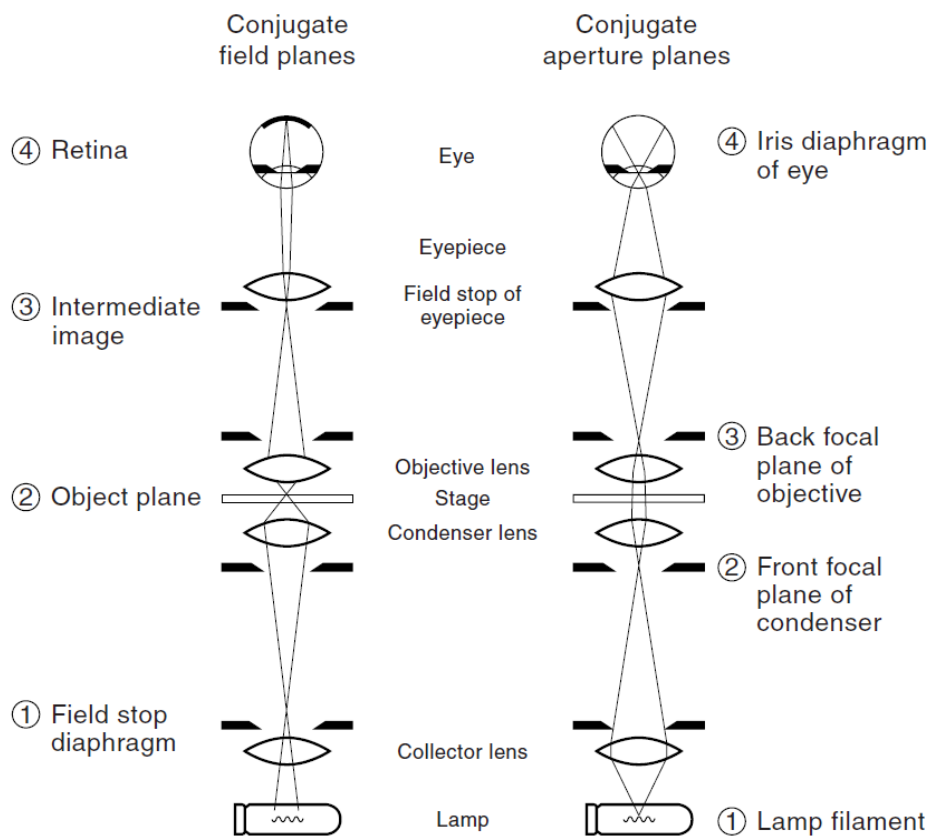 Conjugate
field planes
Conjugate
aperture planes
④ Retina
Eye
④ Iris diaphragm
of eye
Eyepiece
③ Intermediate
image
Field stop of
eyepiece
③ Back focal
plane of
objective
Objective lens
② Object plane
Stage
Condenser lens
② Front focal
plane of
condenser
① Field stop
diaphragm
Collector lens
Lamp
① Lamp filament